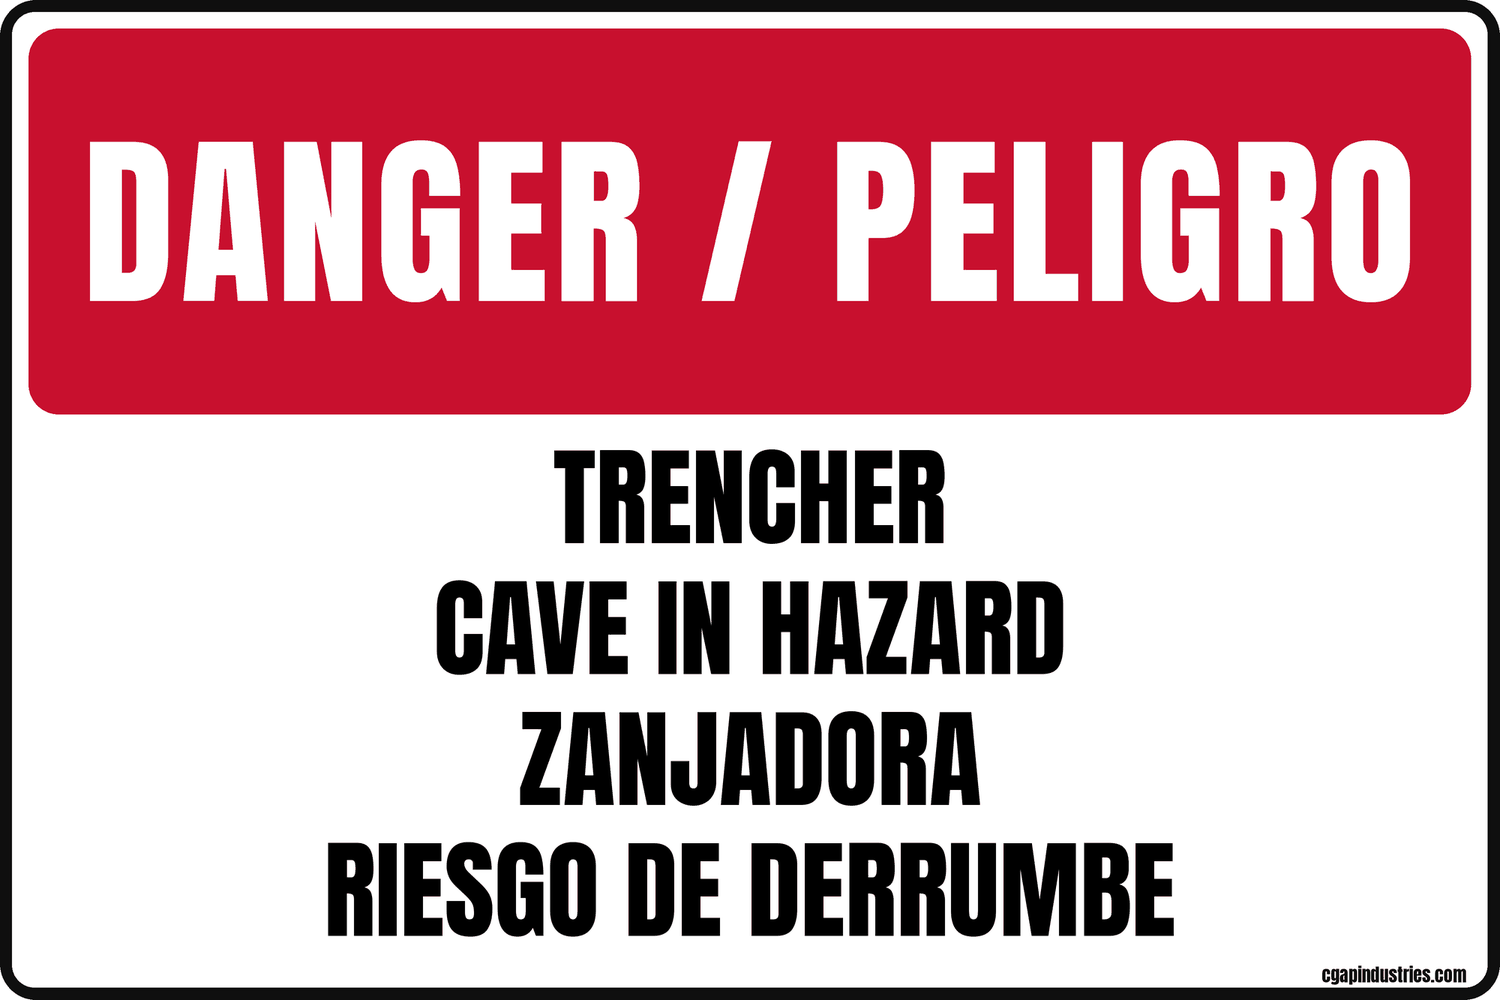 DANGER / PELIGRO
TRENCHER
CAVE IN HAZARD
ZANJADORA
RIESGO DE DERRUMBE
cgapindustries.com